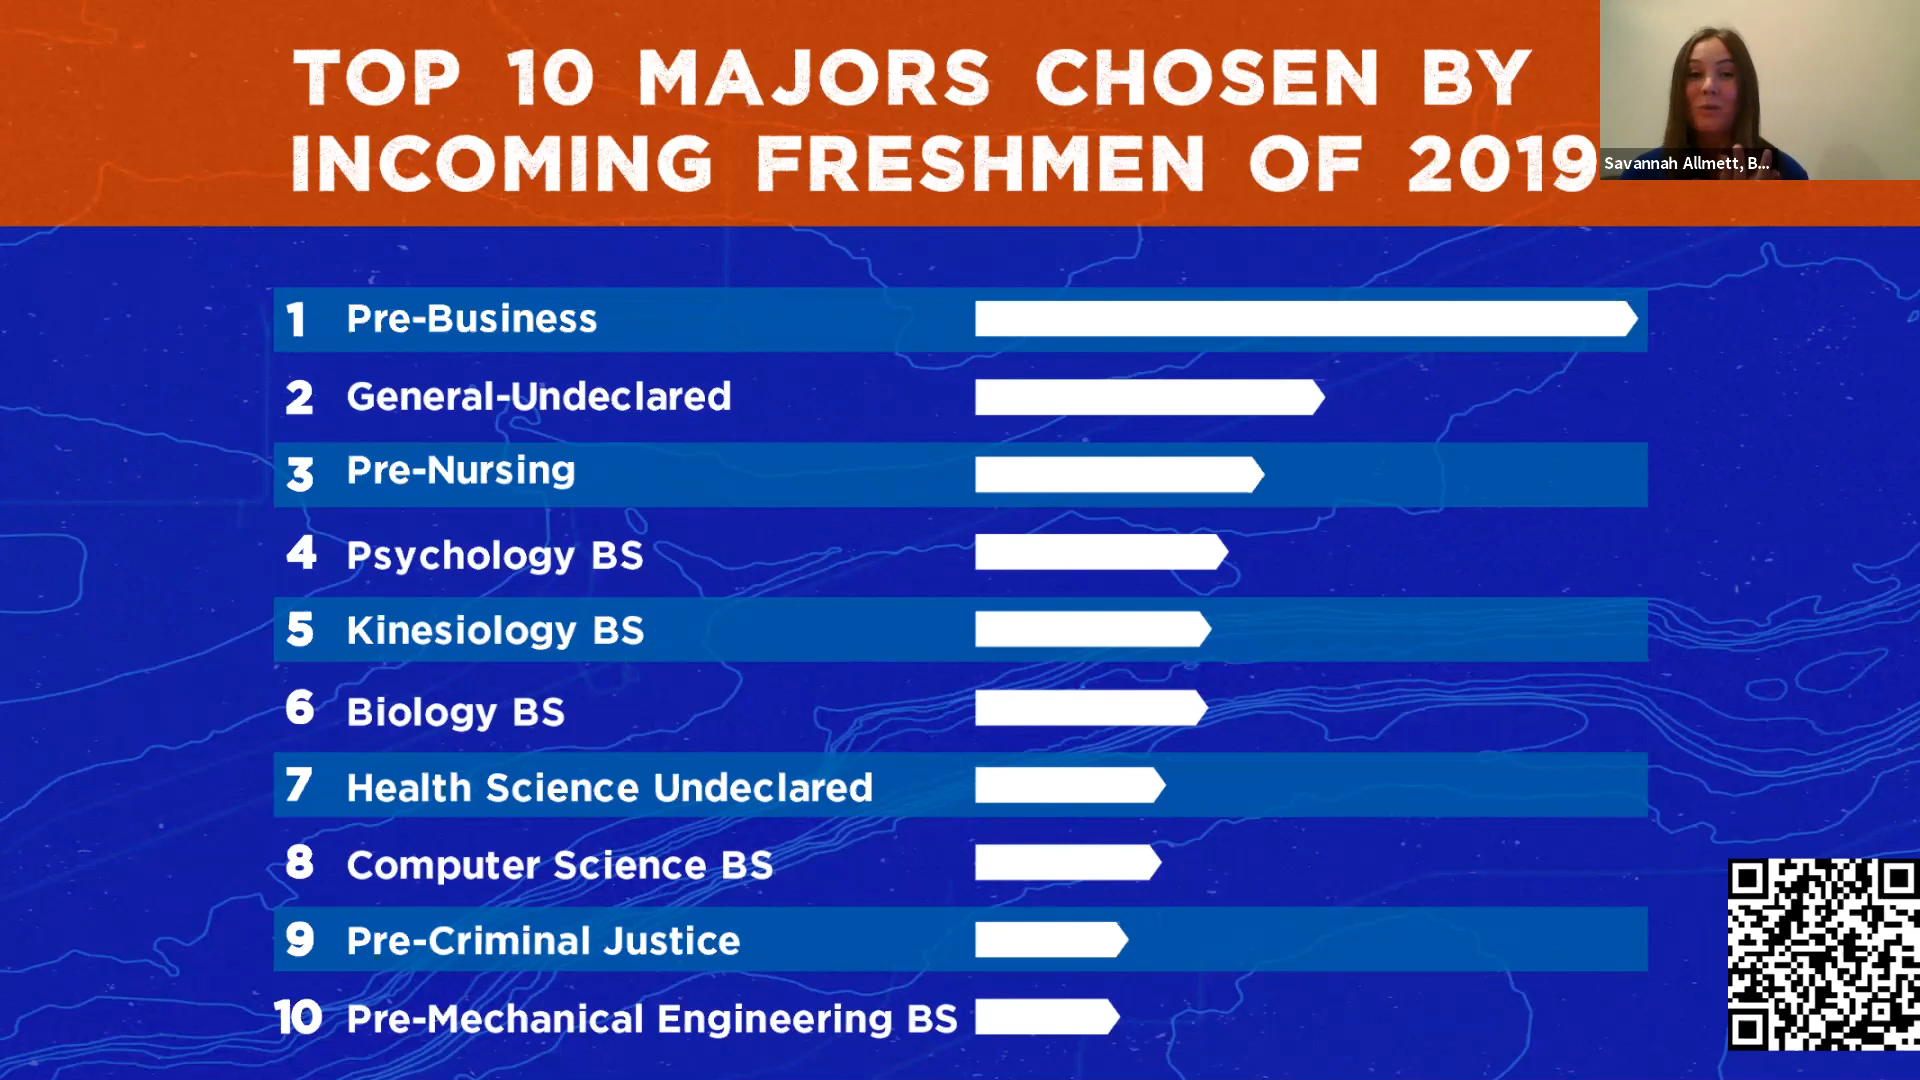 TOP 10 MAJORS CHOSEN BY
INCOMING FRESHMEN OF 2019
Savannah Allmett, B...
1 Pre-Business
2 General-Undeclared
3 Pre-Nursing
4 Psychology BS
5 Kinesiology BS
6 Biology BS
7 Health Science Undeclared
8 Computer Science BS
9 Pre-Criminal Justice
10 Pre-Mechanical Engineering BS